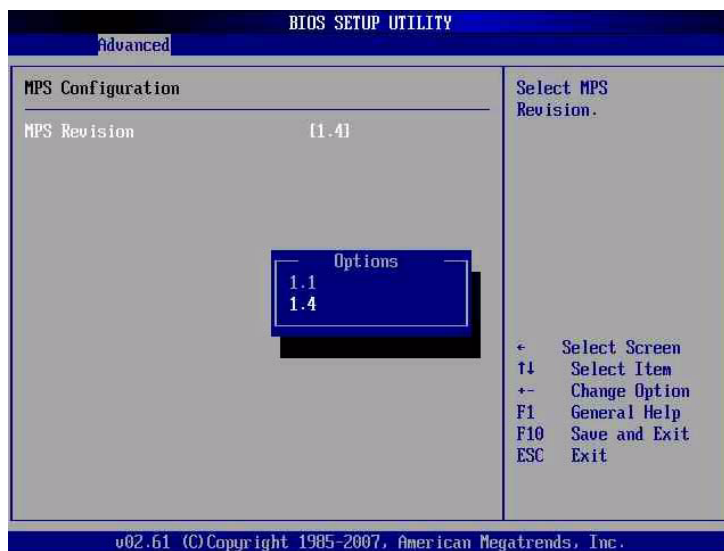 BIOS SETUP UTILITY
Advanced
MPS Configuration
MPS Revision [1.4]
Options
1.1
1.4
Select MPS
Revision.
← Select Screen
↑↓ Select Item
+- Change Option
F1 General Help
F10 Save and Exit
ESC Exit
v02.61 (C)Copyright 1985-2007, American Megatrends, Inc.